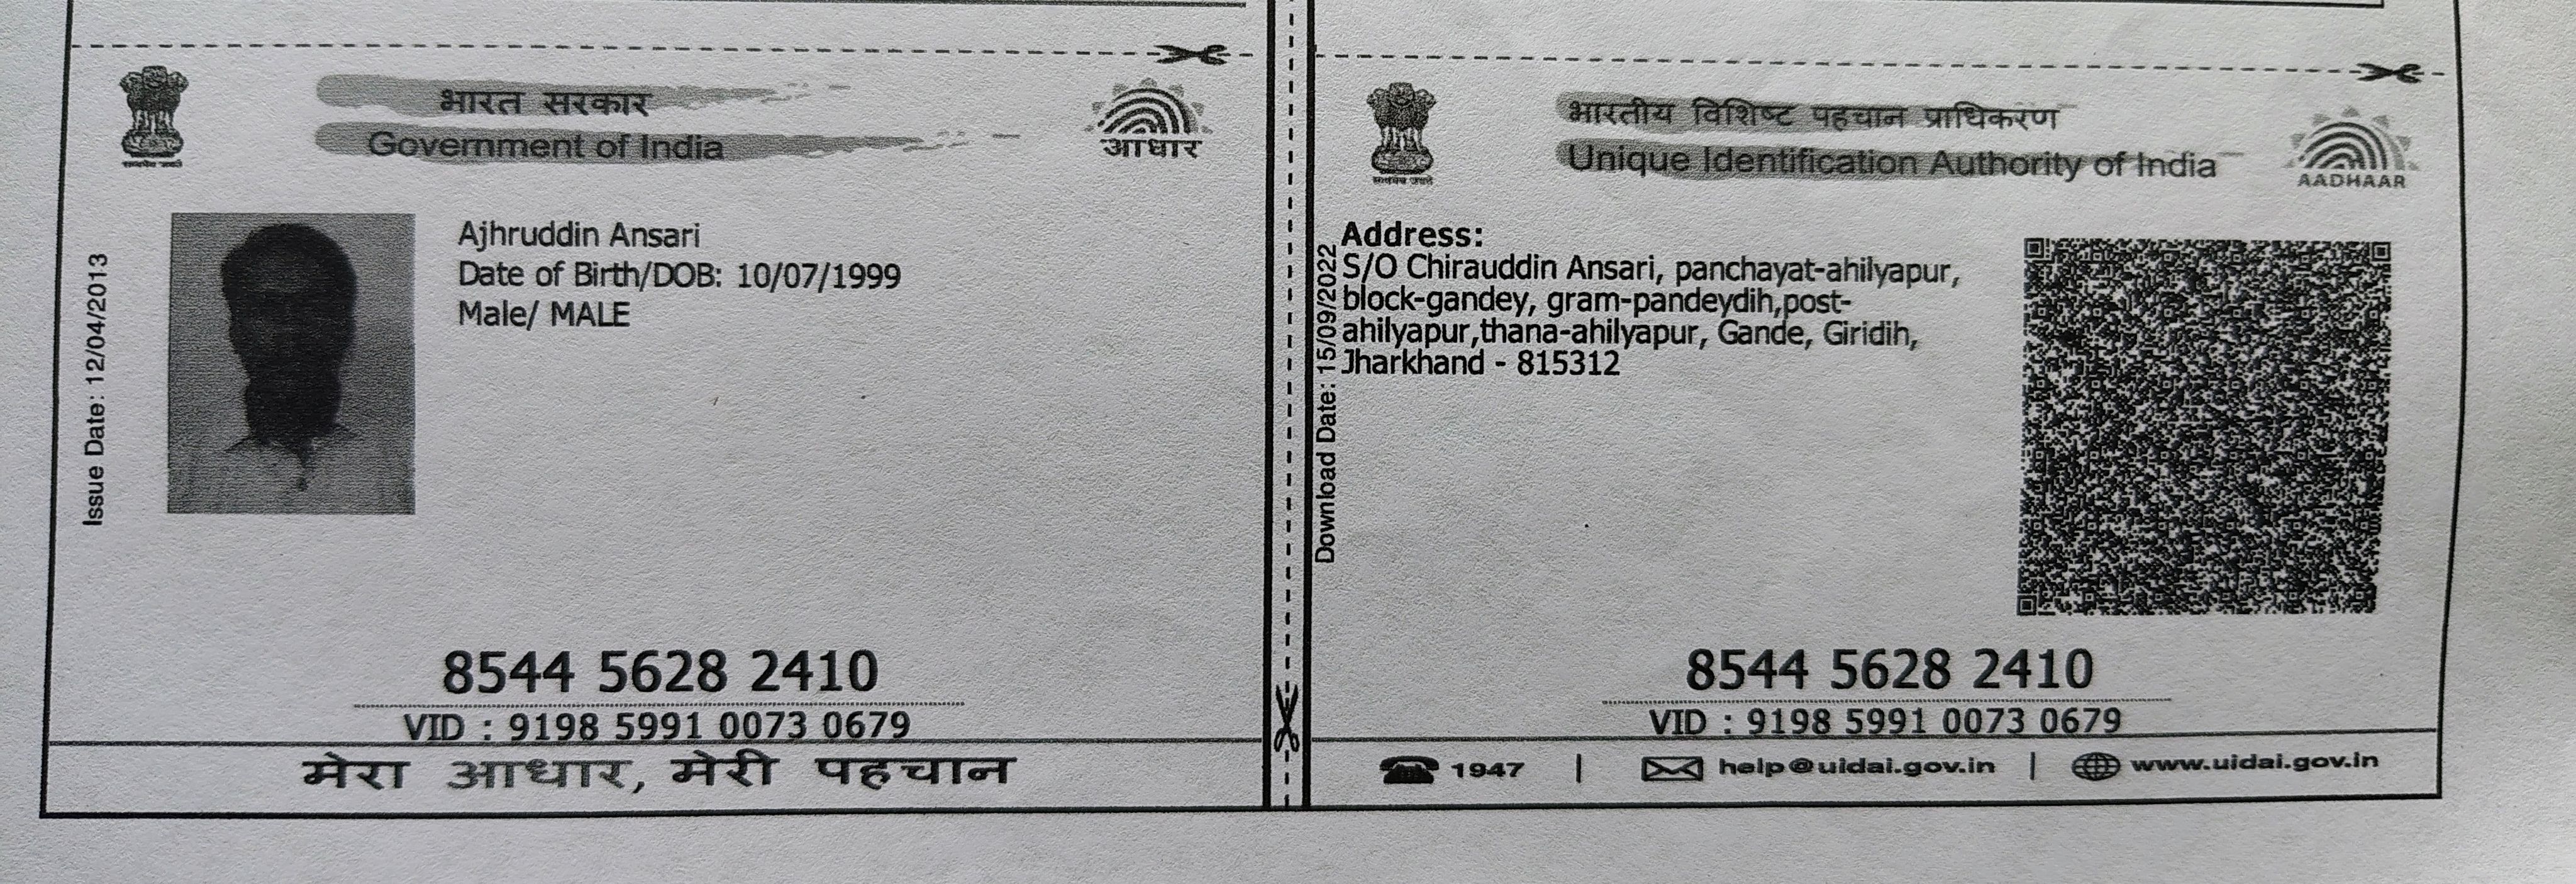 भारत सरकार
Government of India
आधार
Issue Date: 12/04/2013
Ajhruddin Ansari
Date of Birth/DOB: 10/07/1999
Male/ MALE
8544 5628 2410
VID : 9198 5991 0073 0679
मेरा आधार, मेरी पहचान
भारतीय विशिष्ट पहचान प्राधिकरण
Unique Identification Authority of India
AADHAAR
Download Date: 15/09/2022
Address:
S/O Chirauddin Ansari, panchayat-ahilyapur,
block-gandey, gram-pandeydih,post-
ahilyapur,thana-ahilyapur, Gande, Giridih,
Jharkhand - 815312
8544 5628 2410
VID : 9198 5991 0073 0679
1947 | help@uidai.gov.in | www.uidai.gov.in